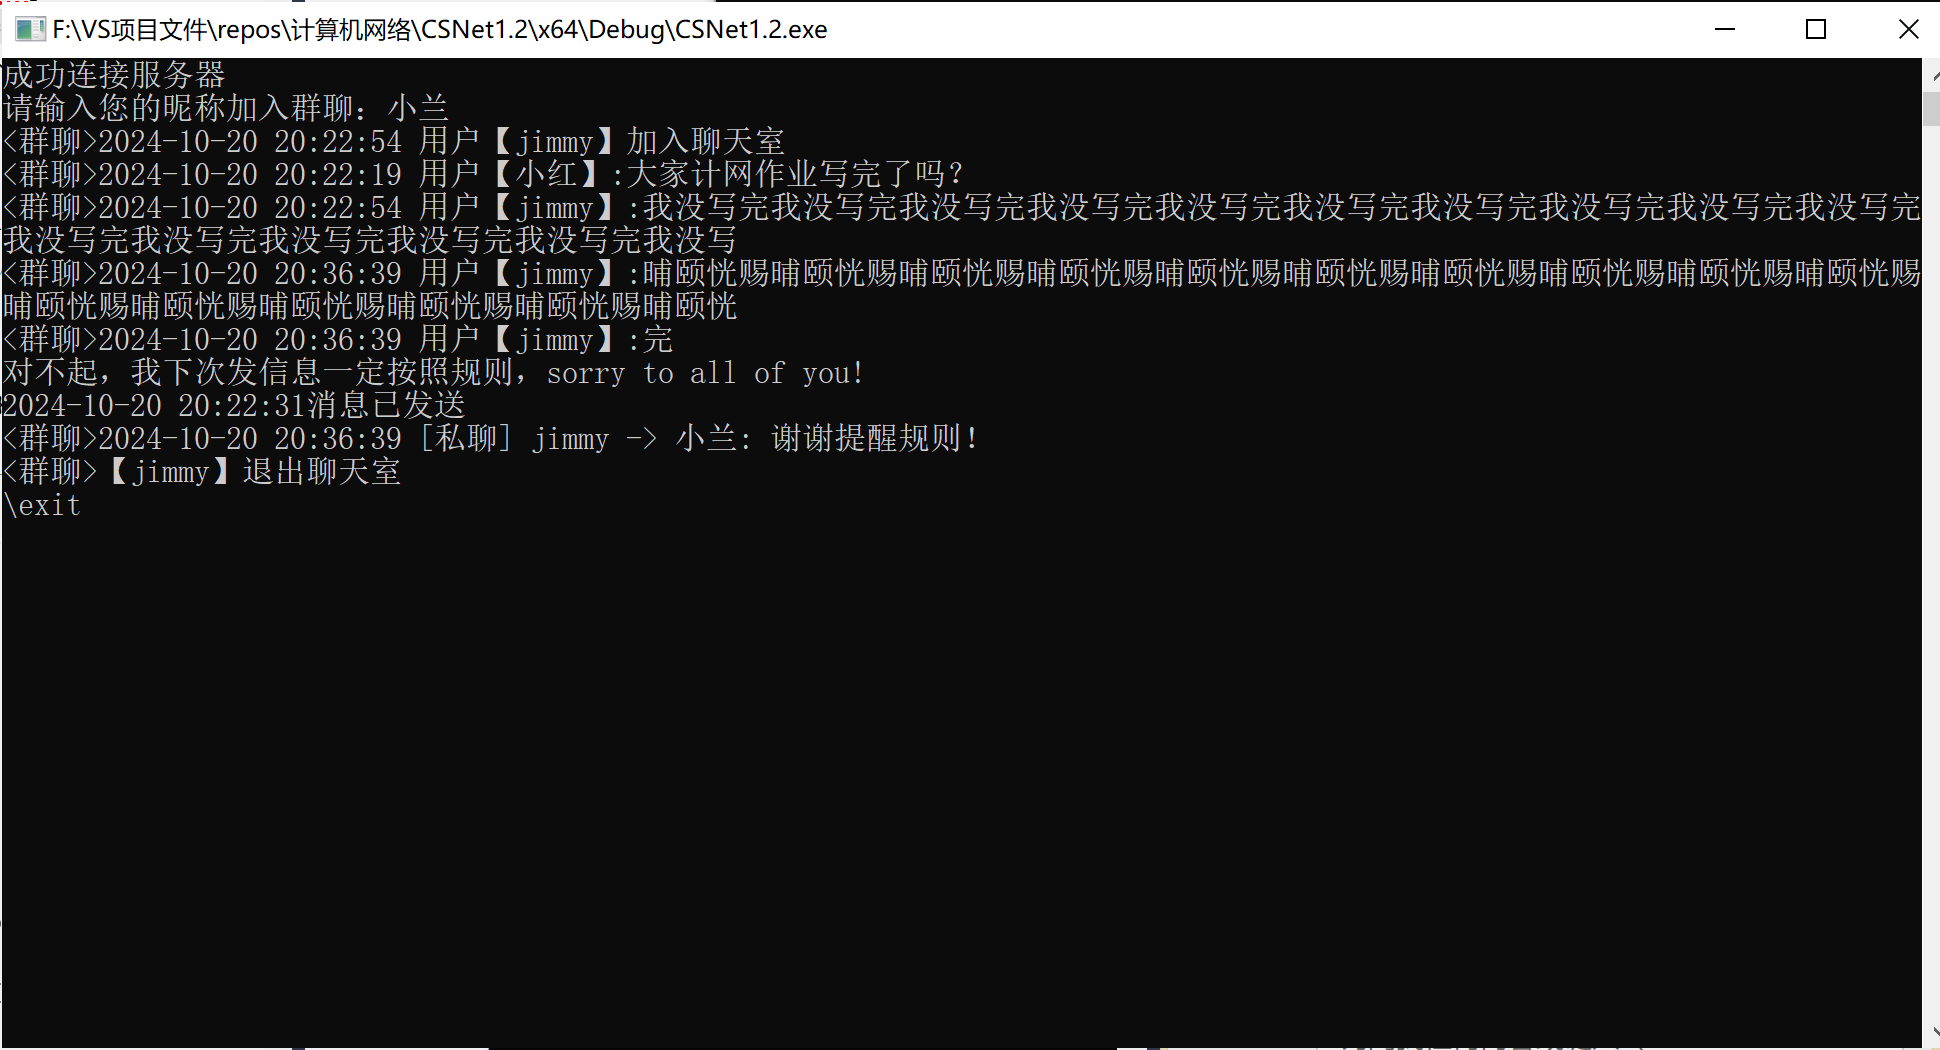 F:\VS项目文件\repos\计算机网络\CSNet1.2\x64\Debug\CSNet1.2.exe
成功连接服务器
请输入您的昵称加入群聊：小兰
<群聊>2024-10-20 20:22:54 用户【jimmy】加入聊天室
<群聊>2024-10-20 20:22:19 用户【小红】:大家计网作业写完了吗？
<群聊>2024-10-20 20:22:54 用户【jimmy】:我没写完我没写完我没写完我没写完我没写完我没写完我没写完我没写完我没写完我没写完
我没写完我没写完我没写完我没写完我没写完我没写
<群聊>2024-10-20 20:36:39 用户【jimmy】:晡颐恍赐晡颐恍赐晡颐恍赐晡颐恍赐晡颐恍赐晡颐恍赐晡颐恍赐晡颐恍赐晡颐恍赐晡颐恍赐
晡颐恍赐晡颐恍赐晡颐恍赐晡颐恍赐晡颐恍赐晡颐恍
<群聊>2024-10-20 20:36:39 用户【jimmy】:完
对不起，我下次发信息一定按照规则，sorry to all of you!
2024-10-20 20:22:31消息已发送
<群聊>2024-10-20 20:36:39 [私聊] jimmy -> 小兰: 谢谢提醒规则！
<群聊>【jimmy】退出聊天室
\exit